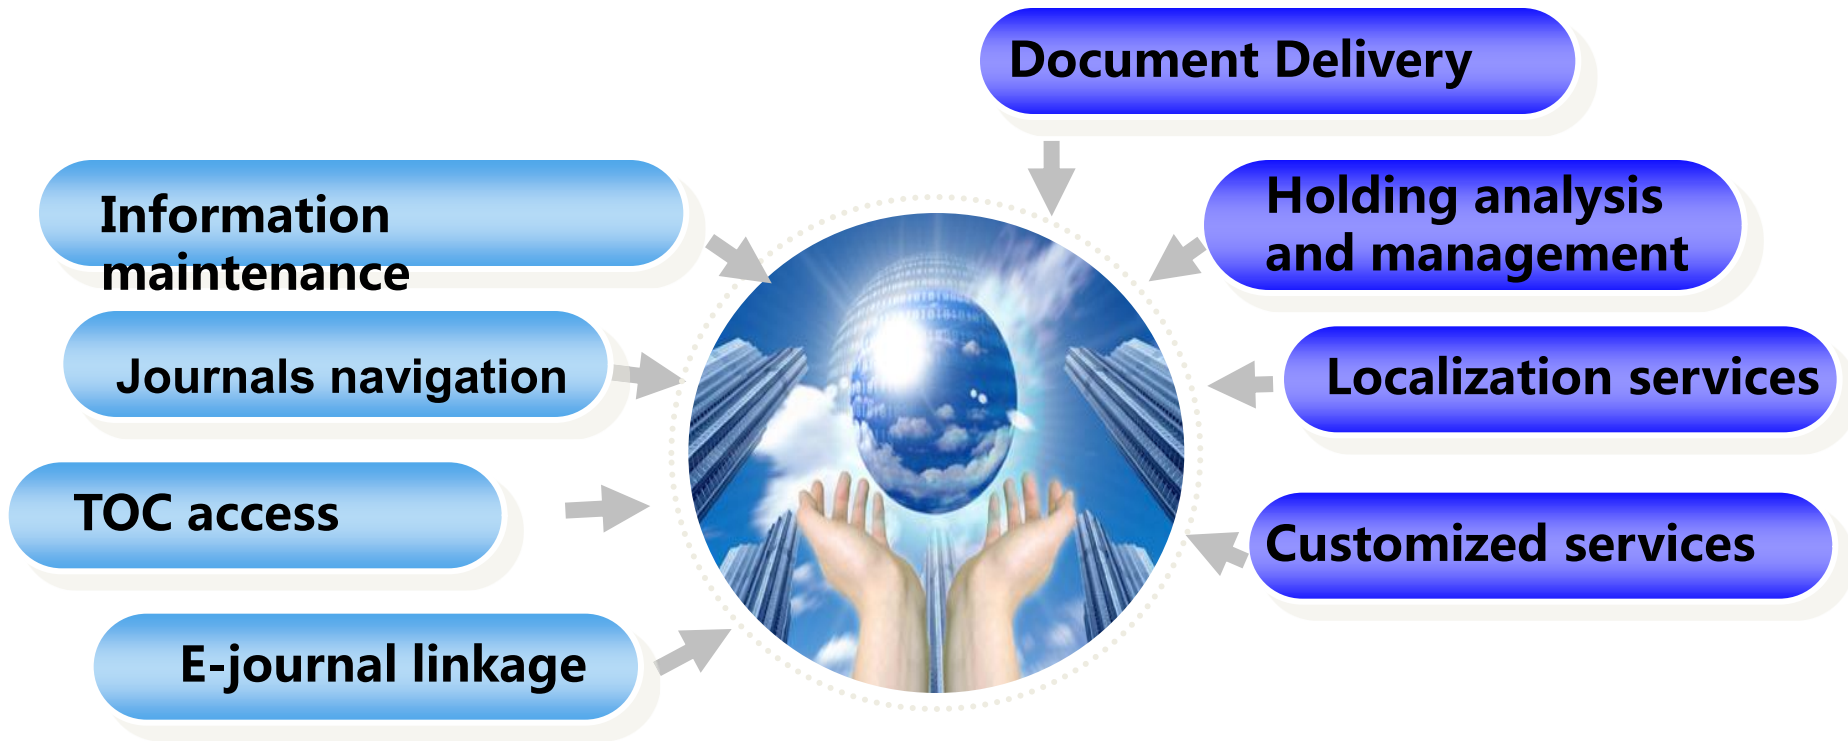 Document Delivery
Information
maintenance
Holding analysis
and management
Journals navigation
Localization services
TOC access
Customized services
E-journal linkage